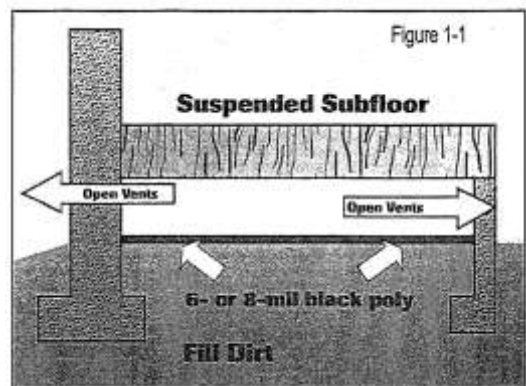 Figure 1-1
Suspended Subfloor
Open Vents
Open Vents
6- or 8-mil black poly
Fill Dirt